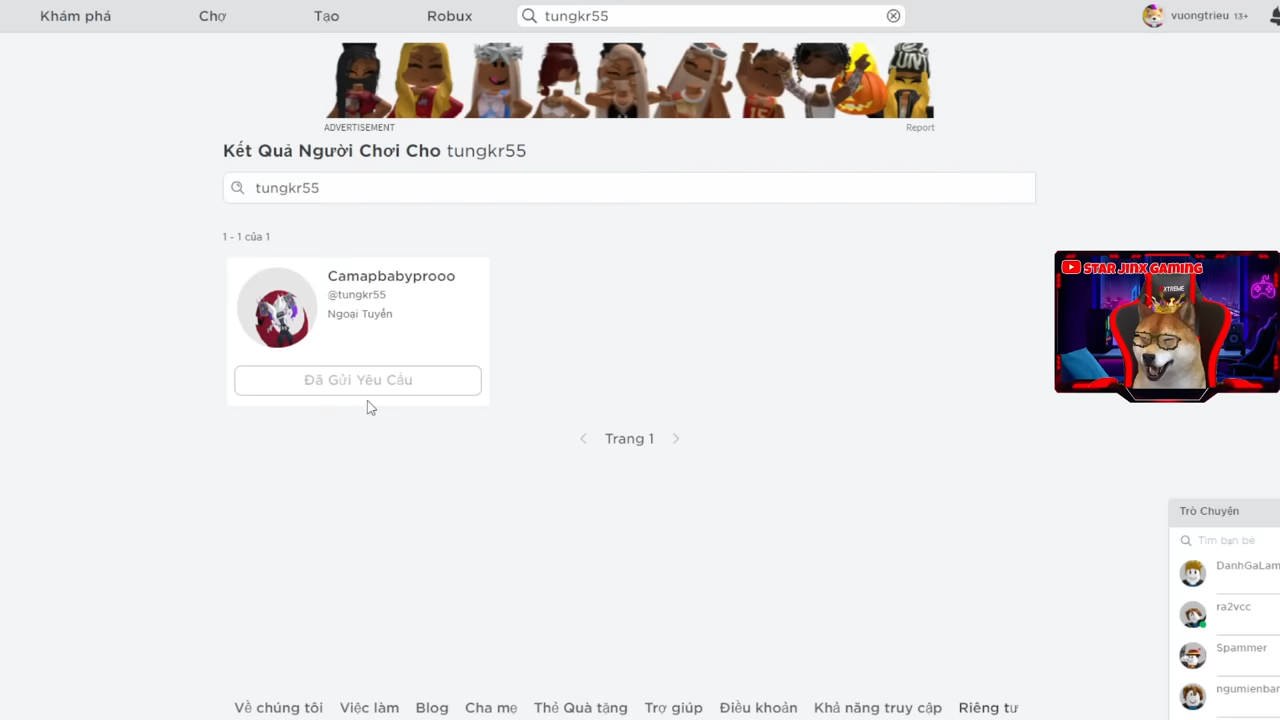 Khám phá
Chợ
Tạo
Robux
tungkr55
vuongtrieu 13+
ADVERTISEMENT
Report
Kết Quả Người Chơi Cho tungkr55
tungkr55
1 - 1 của 1
Camapbabyprooo
@tungkr55
Ngoại Tuyến
Đã Gửi Yêu Cầu
Trang 1
STAR JINX GAMING
XTREME
Trò Chuyện
Tìm bạn bè
DanhGaLam
ra2vcc
Spammer
ngumienbar
Về chúng tôi
Việc làm
Blog
Cha mẹ
Thẻ Quà tặng
Trợ giúp
Điều khoản
Khả năng truy cập
Riêng tư